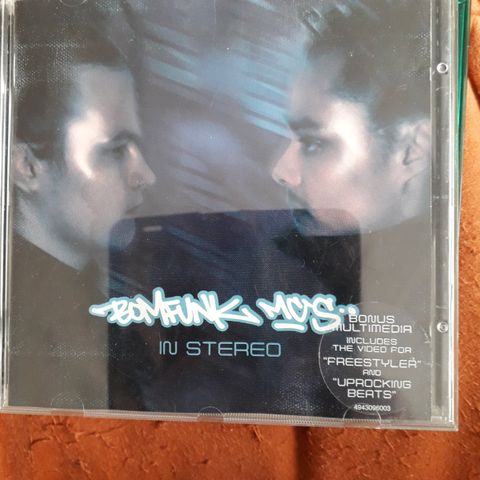 BOMFUNK MC'S
IN STEREO
BONUS
MULTIMEDIA
INCLUDES
THE VIDEO FOR
"FREESTYLER"
AND
"UPROCKING
BEATS"
4943096003